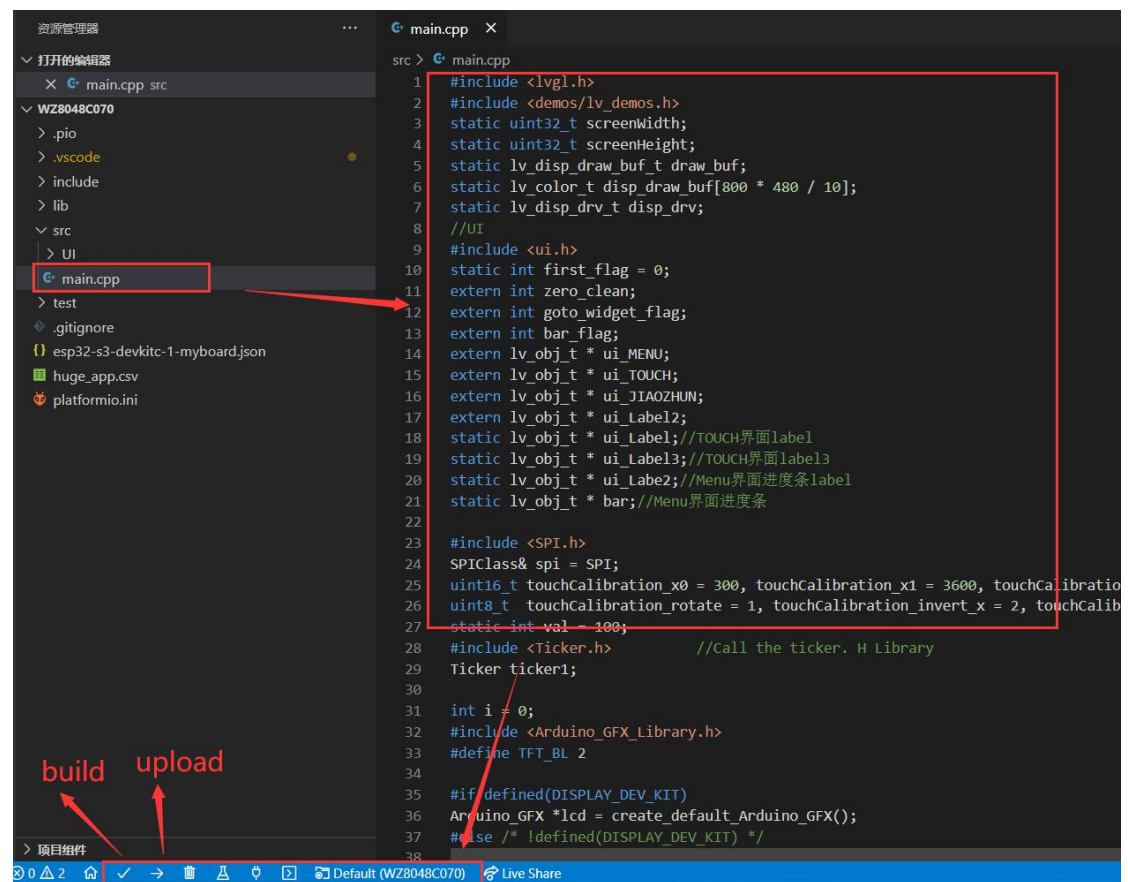 资源管理器 ···
打开的编辑器
main.cpp src
WZ8048C070
.pio
.vscode
include
lib
src
UI
main.cpp
test
.gitignore
esp32-s3-devkitc-1-myboard.json
huge_app.csv
platformio.ini
build
upload
项目组件
main.cpp
src > main.cpp
1 #include <lvgl.h>
2 #include <demos/lv_demos.h>
3 static uint32_t screenWidth;
4 static uint32_t screenHeight;
5 static lv_disp_draw_buf_t draw_buf;
6 static lv_color_t disp_draw_buf[800 * 480 / 10];
7 static lv_disp_drv_t disp_drv;
8 //UI
9 #include <ui.h>
10 static int first_flag = 0;
11 extern int zero_clean;
12 extern int goto_widget_flag;
13 extern int bar_flag;
14 extern lv_obj_t * ui_MENU;
15 extern lv_obj_t * ui_TOUCH;
16 extern lv_obj_t * ui_JIAOZHUN;
17 extern lv_obj_t * ui_Label2;
18 static lv_obj_t * ui_Label;//TOUCH界面label
19 static lv_obj_t * ui_Label3;//TOUCH界面label3
20 static lv_obj_t * ui_Labe2;//Menu界面进度条label
21 static lv_obj_t * bar;//Menu界面进度条
22
23 #include <SPI.h>
24 SPIClass& spi = SPI;
25 uint16_t touchCalibration_x0 = 300, touchCalibration_x1 = 3600, touchCalibratio
26 uint8_t touchCalibration_rotate = 1, touchCalibration_invert_x = 2, touchCalib
27 static int val = 100;
28 #include <Ticker.h> //Call the ticker. H Library
29 Ticker ticker1;
30
31 int i = 0;
32 #include <Arduino_GFX_Library.h>
33 #define TFT_BL 2
34
35 #if defined(DISPLAY_DEV_KIT)
36 Arduino_GFX *lcd = create_default_Arduino_GFX();
37 #else /* !defined(DISPLAY_DEV_KIT) */
38
0 2 Default (WZ8048C070) Live Share